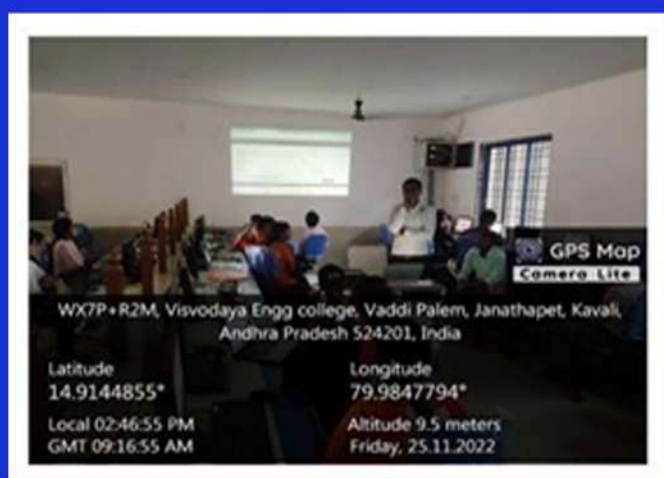 GPS Map
Camera Lite
WX7P+R2M, Visvodaya Engg college, Vaddi Palem, Janathapet, Kavali,
Andhra Pradesh 524201, India
Latitude
14.9144855°
Longitude
79.9847794°
Local 02:46:55 PM
GMT 09:16:55 AM
Altitude 9.5 meters
Friday, 25.11.2022